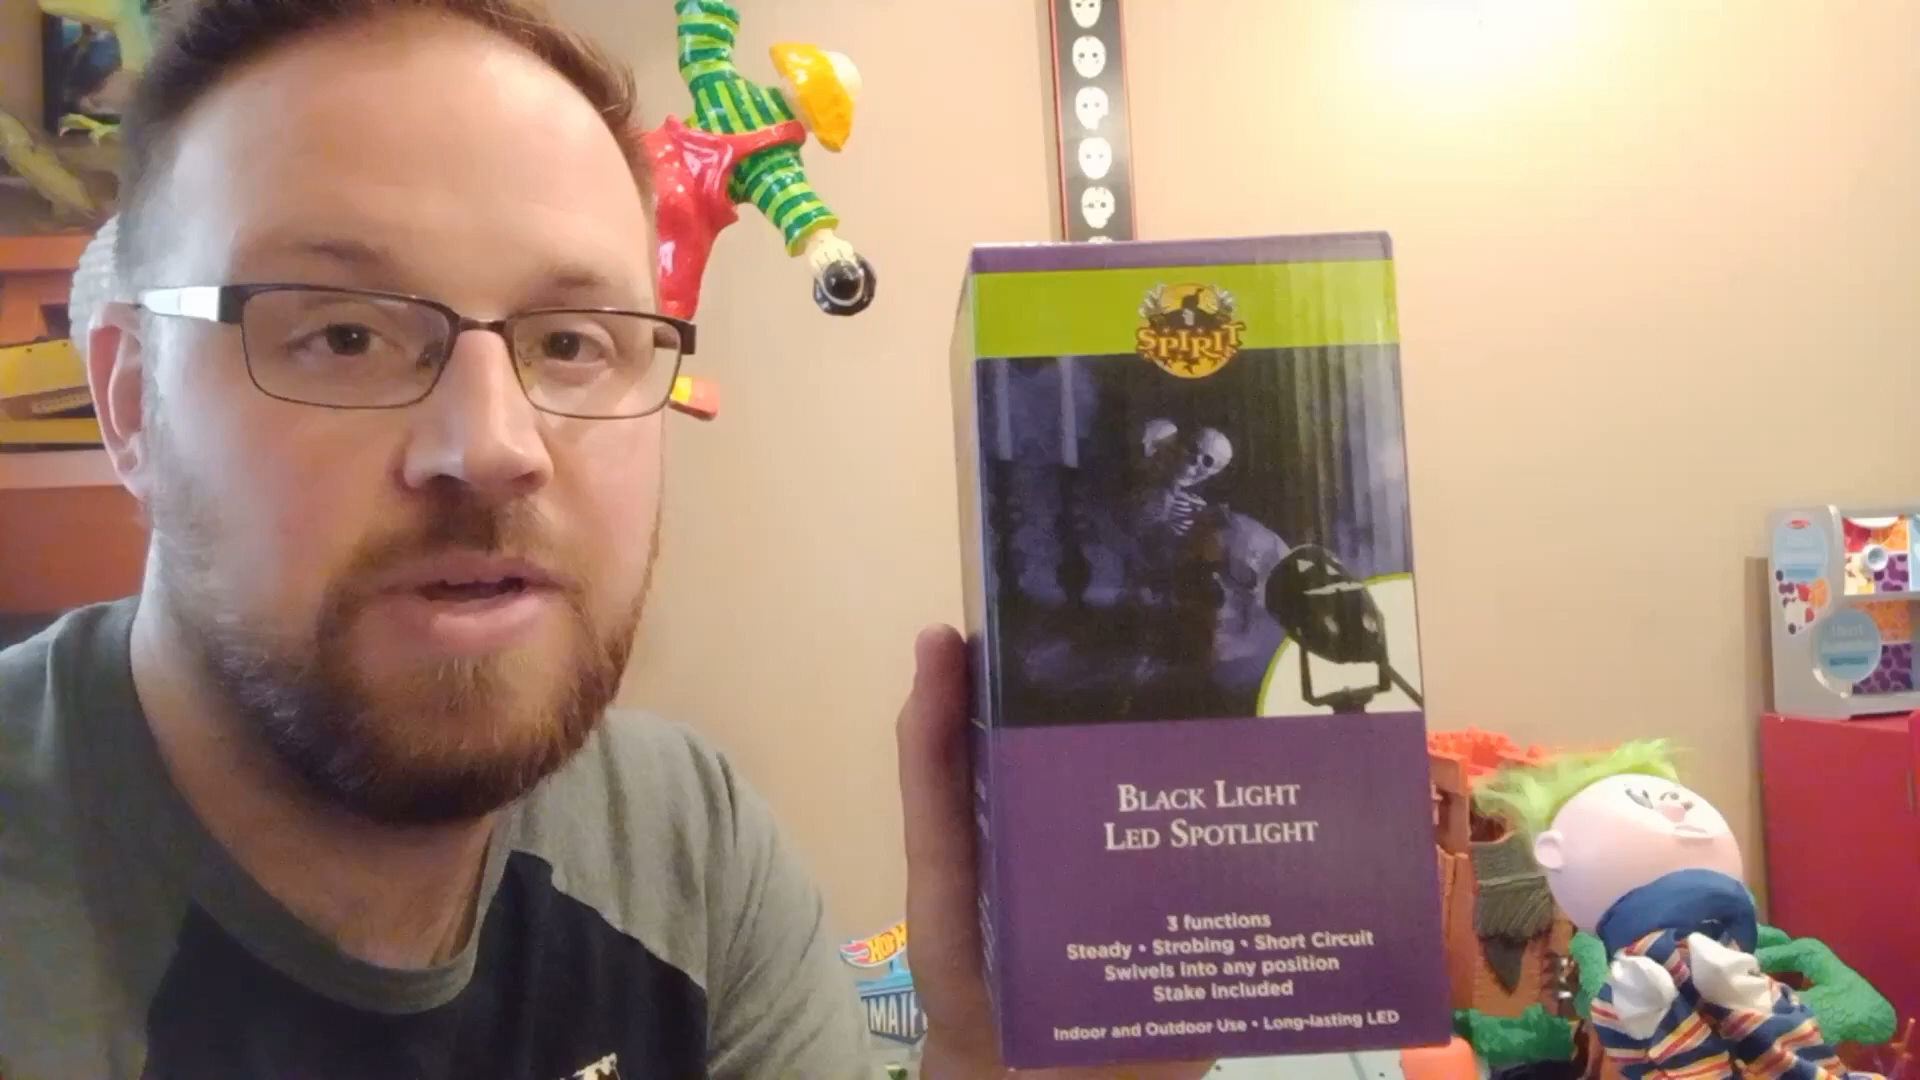 SPIRIT
BLACK LIGHT
LED SPOTLIGHT
3 functions
Steady • Strobing • Short Circuit
Swivels into any position
Stake Included
Indoor and Outdoor Use • Long-lasting LED